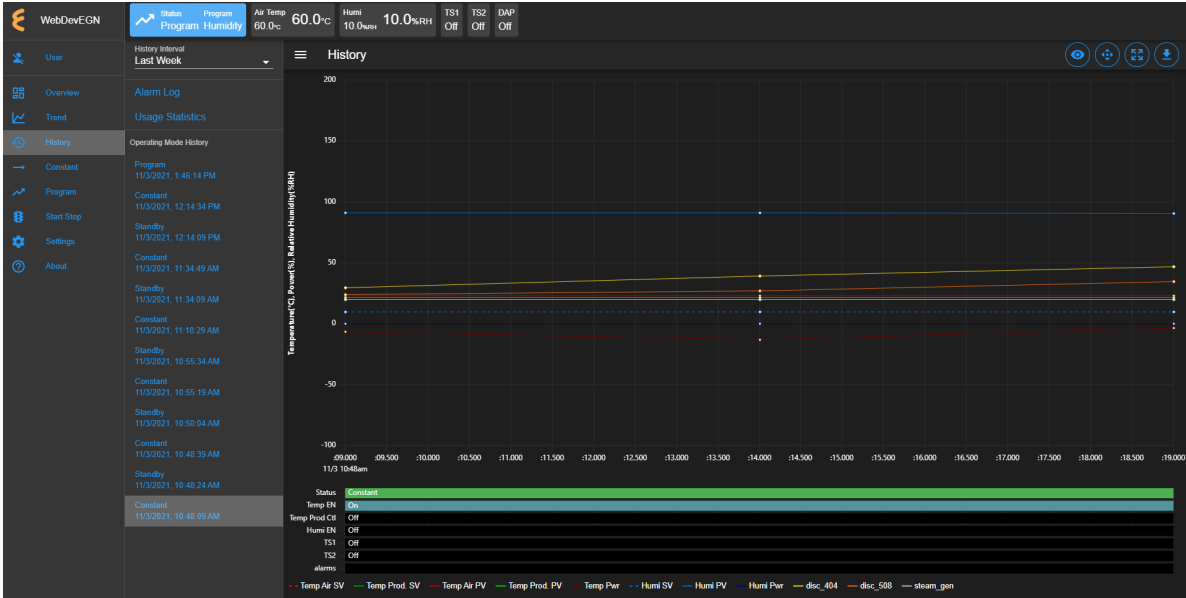 WebDevEGN
Status Program
Program Humidity
Air Temp
60.0°C 60.0°C
Humi
10.0%RH 10.0%RH
TS1 TS2 DAP
Off Off Off
User
Overview
Trend
History
Constant
Program
Start Stop
Settings
About
History Interval
Last Week
Alarm Log
Usage Statistics
Operating Mode History
Program
11/3/2021, 1:46:14 PM
Constant
11/3/2021, 12:14:34 PM
Standby
11/3/2021, 12:14:09 PM
Constant
11/3/2021, 11:34:49 AM
Standby
11/3/2021, 11:34:09 AM
Constant
11/3/2021, 11:18:29 AM
Standby
11/3/2021, 10:55:34 AM
Constant
11/3/2021, 10:55:19 AM
Standby
11/3/2021, 10:50:04 AM
Constant
11/3/2021, 10:48:39 AM
Standby
11/3/2021, 10:48:24 AM
Constant
11/3/2021, 10:48:09 AM
History
Temperature(°C), Power(%), Relative Humidity(%RH)
200
150
100
50
0
-50
-100
:09.000 :09.500 :10.000 :10.500 :11.000 :11.500 :12.000 :12.500 :13.000 :13.500 :14.000 :14.500 :15.000 :15.500 :16.000 :16.500 :17.000 :17.500 :18.000 :18.500 :19.000
11/3 10:48am
Status Constant
Temp EN On
Temp Prod Ctl Off
Humi EN Off
TS1 Off
TS2 Off
alarms
Temp Air SV Temp Prod. SV Temp Air PV Temp Prod. PV Temp Pwr Humi SV Humi PV Humi Pwr disc_404 disc_508 steam_gen